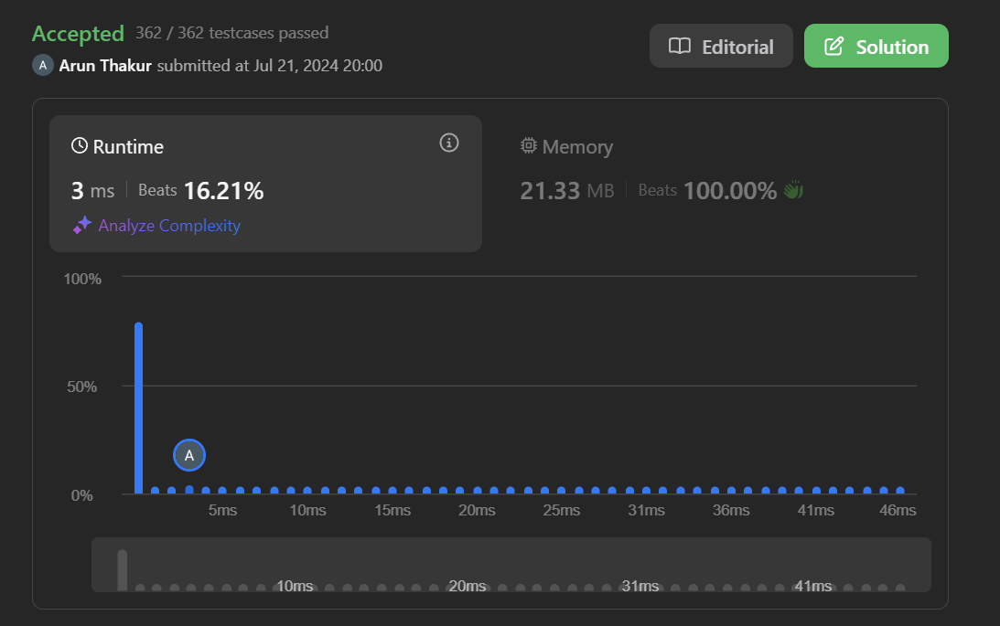 Accepted 362 / 362 testcases passed
A Arun Thakur submitted at Jul 21, 2024 20:00
Editorial
Solution
Runtime
3 ms | Beats 16.21%
Analyze Complexity
Memory
21.33 MB | Beats 100.00%
100%
50%
0%
A
5ms 10ms 15ms 20ms 25ms 31ms 36ms 41ms 46ms
10ms 20ms 31ms 41ms